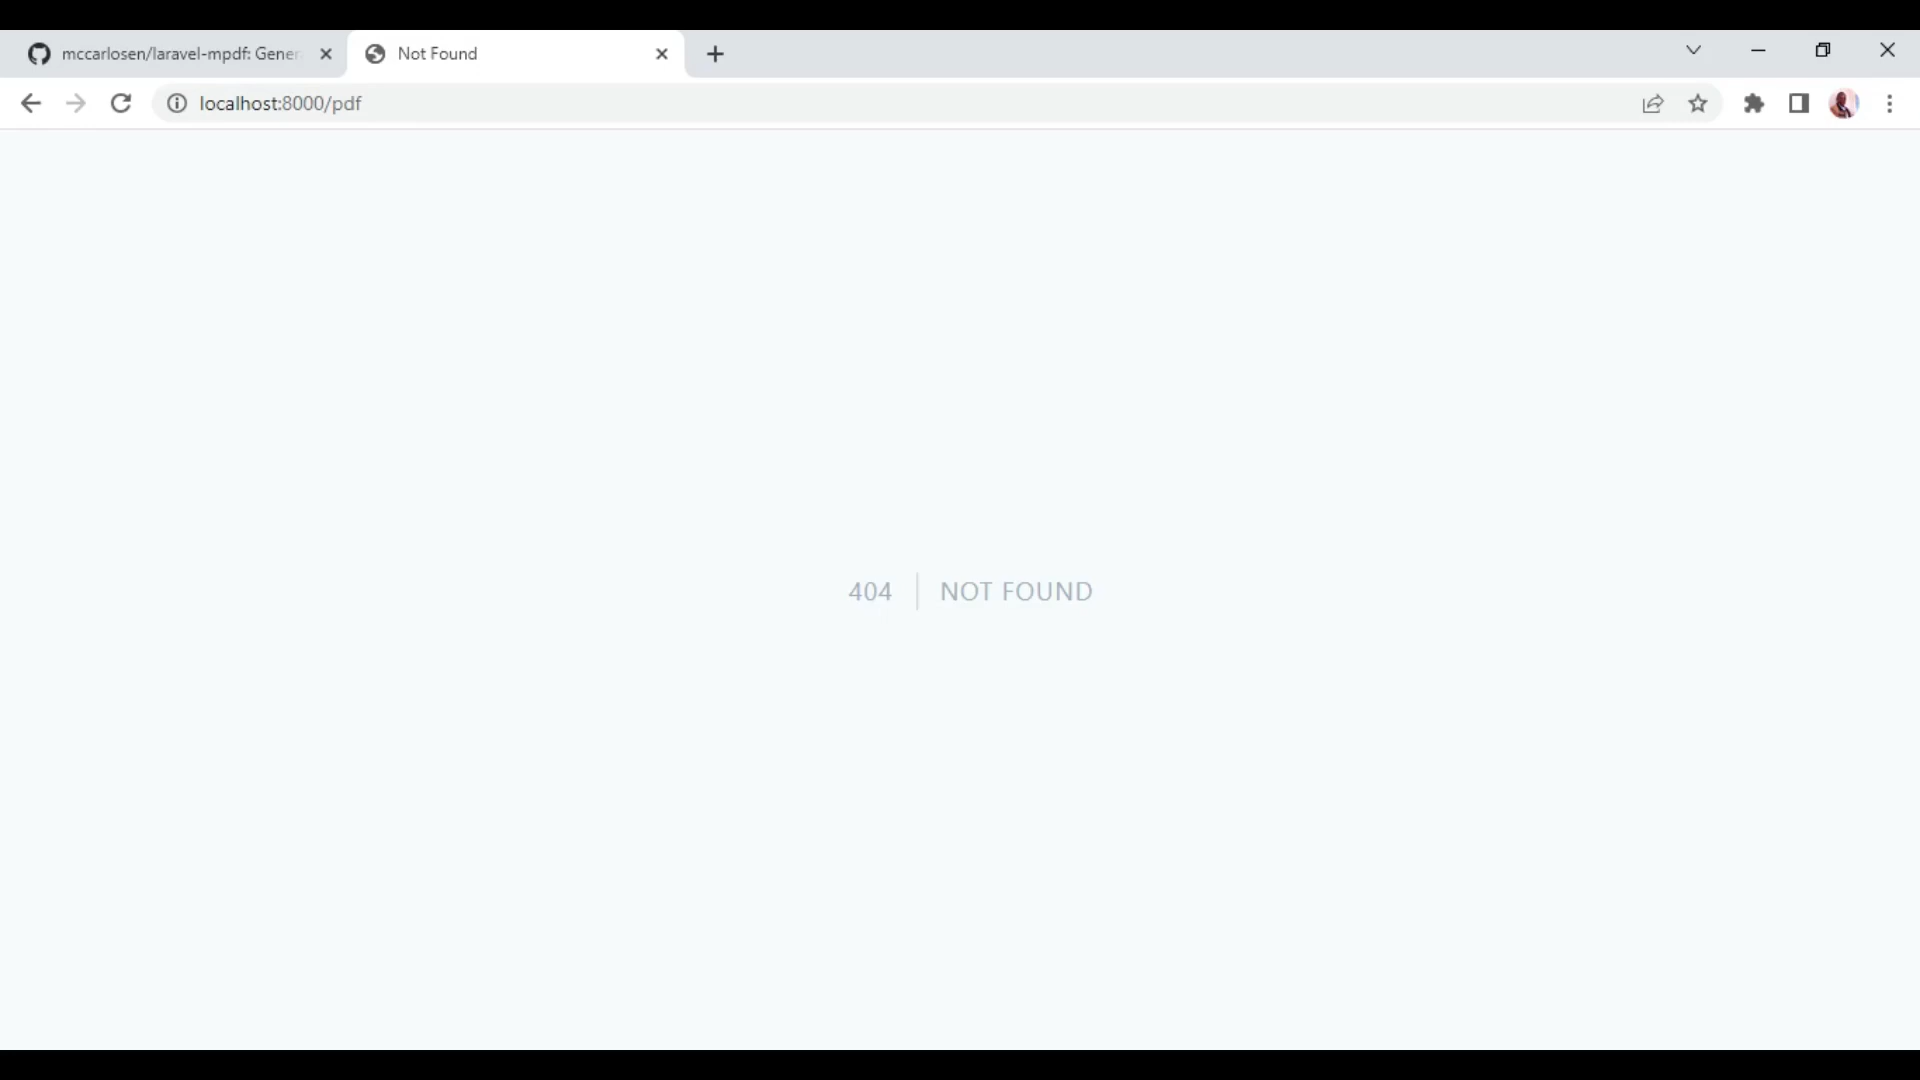 mccarlosen/laravel-mpdf: Gener
Not Found
localhost:8000/pdf
404
NOT FOUND